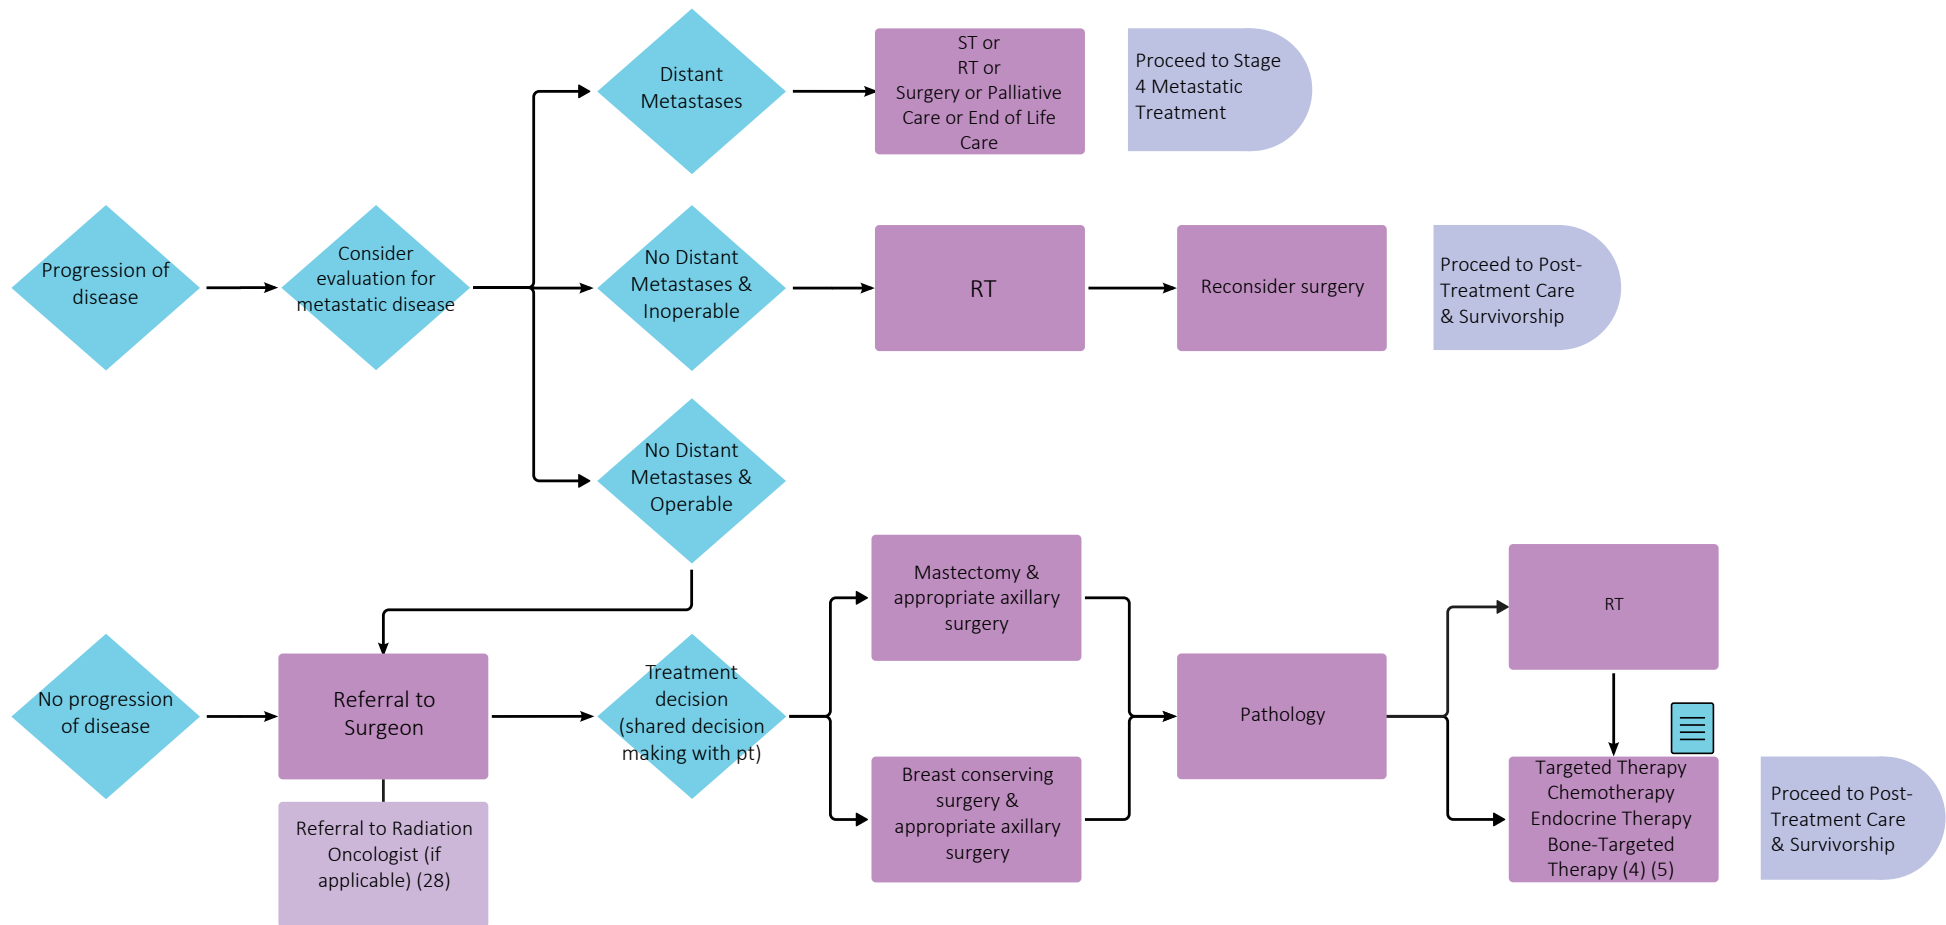 Distant
Metastases
ST or
RT or
Surgery or Palliative
Care or End of Life
Care
Proceed to Stage
4 Metastatic
Treatment
Progression of
disease
Consider
evaluation for
metastatic disease
No Distant
Metastases &
Inoperable
RT
Reconsider surgery
Proceed to Post-
Treatment Care
& Survivorship
No Distant
Metastases &
Operable
No progression
of disease
Referral to
Surgeon
Referral to Radiation
Oncologist (if
applicable) (28)
Treatment
decision
(shared decision
making with pt)
Mastectomy &
appropriate axillary
surgery
Breast conserving
surgery &
appropriate axillary
surgery
Pathology
RT
Targeted Therapy
Chemotherapy
Endocrine Therapy
Bone-Targeted
Therapy (4) (5)
Proceed to Post-
Treatment Care
& Survivorship